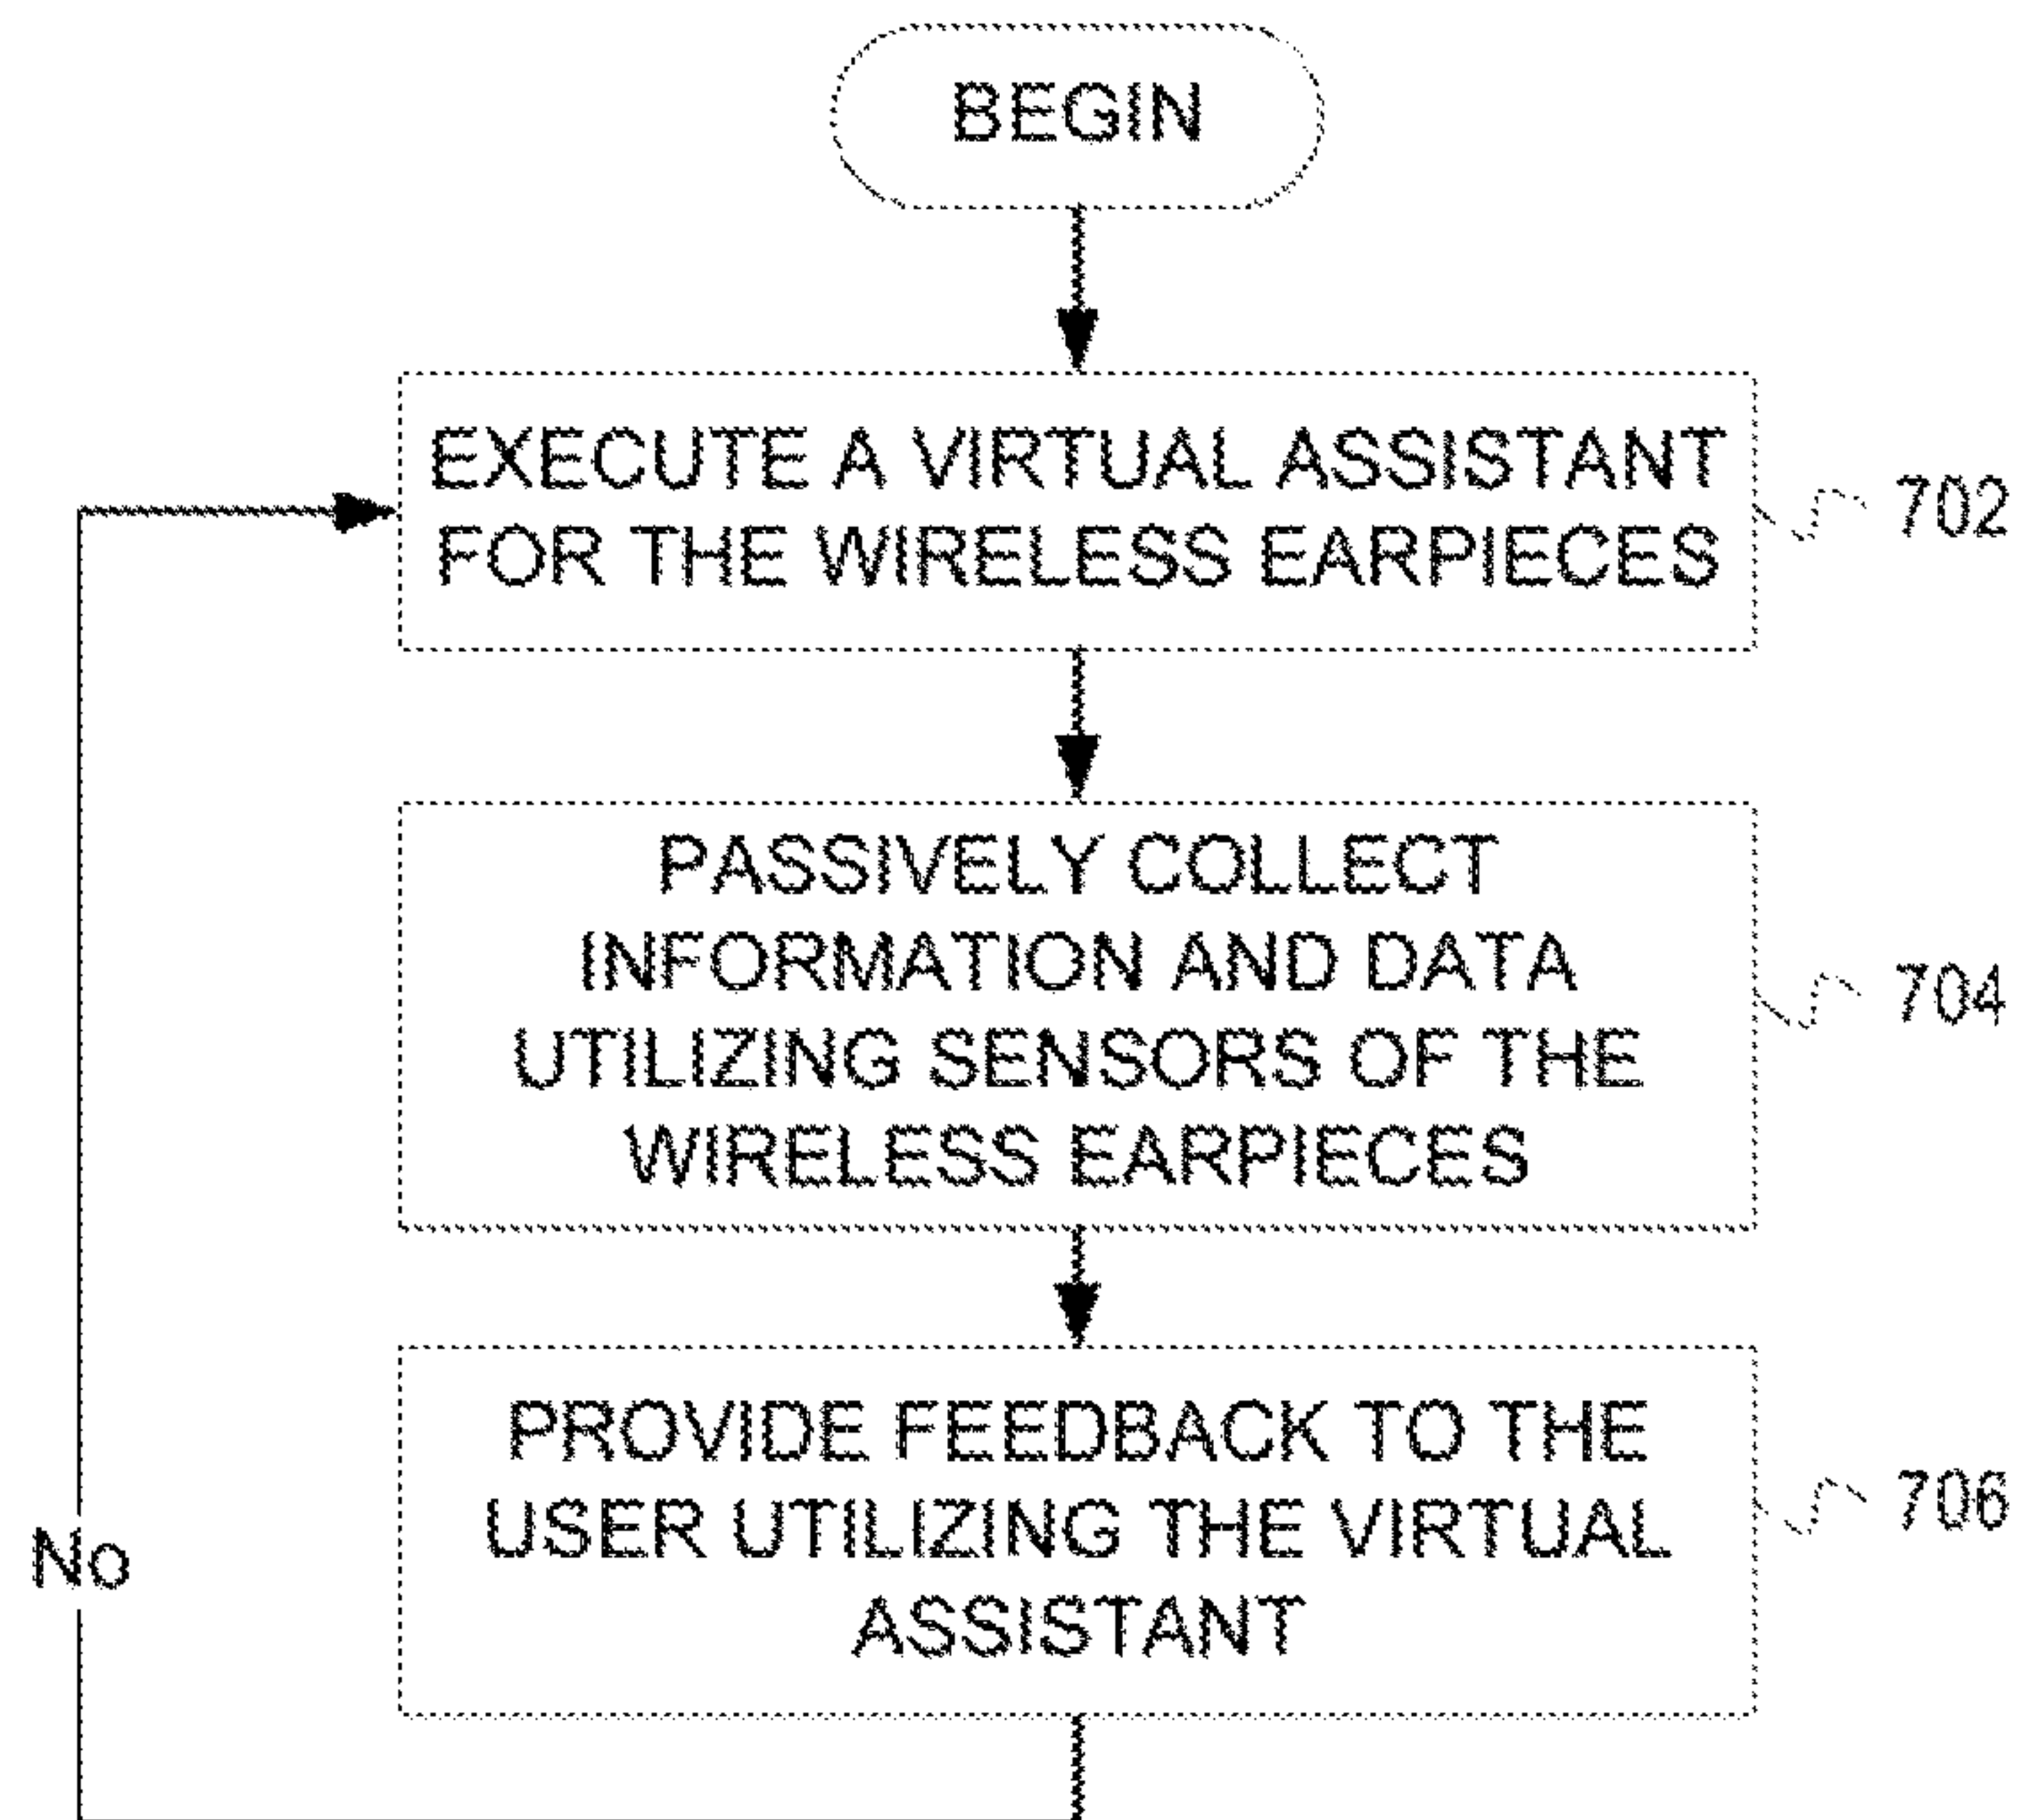 BEGIN
EXECUTE A VIRTUAL ASSISTANT
FOR THE WIRELESS EARPIECES
702
PASSIVELY COLLECT
INFORMATION AND DATA
UTILIZING SENSORS OF THE
WIRELESS EARPIECES
704
PROVIDE FEEDBACK TO THE
USER UTILIZING THE VIRTUAL
ASSISTANT
706
No